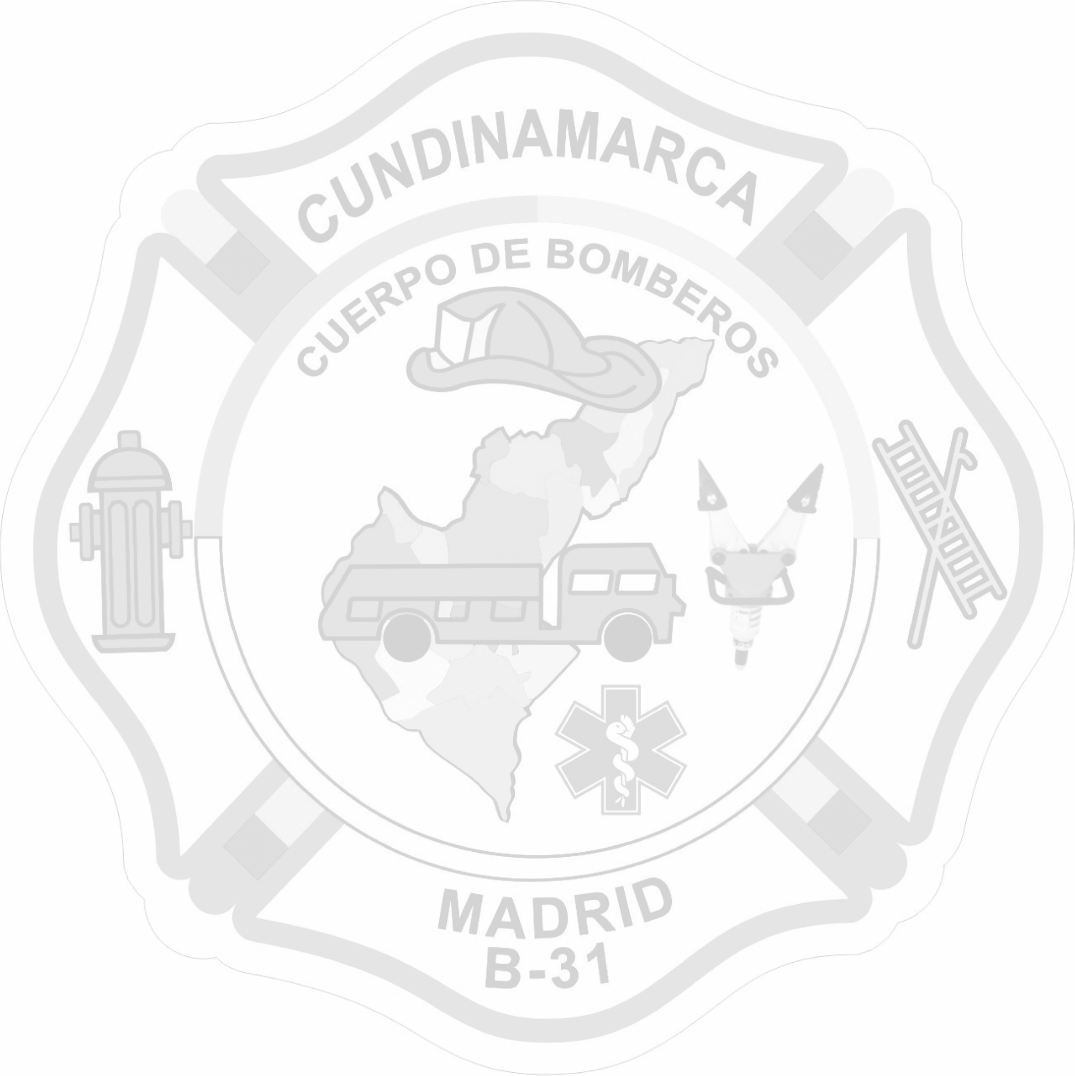 CUNDINAMARCA
CUERPO DE BOMBEROS
MADRID
B-31